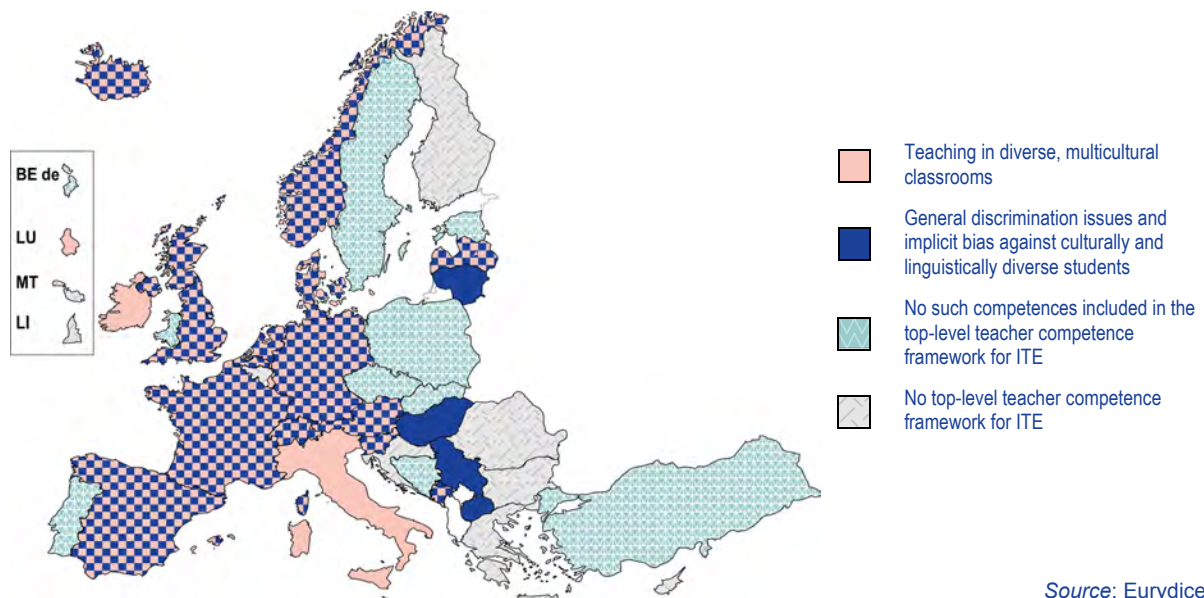 BE de
LU
MT
LI
Teaching in diverse, multicultural
classrooms
General discrimination issues and
implicit bias against culturally and
linguistically diverse students
No such competences included in the
top-level teacher competence
framework for ITE
No top-level teacher competence
framework for ITE
Source: Eurydice